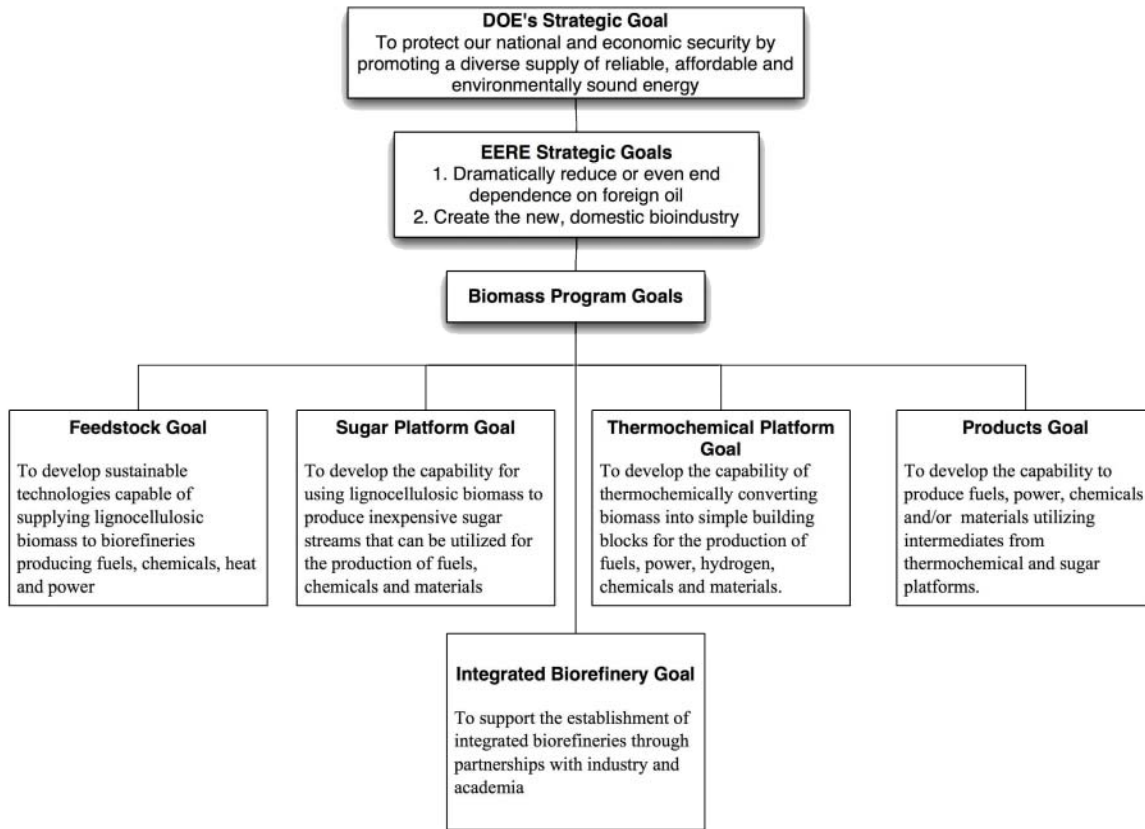 DOE's Strategic Goal
To protect our national and economic security by
promoting a diverse supply of reliable, affordable and
environmentally sound energy
EERE Strategic Goals
1. Dramatically reduce or even end
dependence on foreign oil
2. Create the new, domestic bioindustry
Biomass Program Goals
Feedstock Goal
To develop sustainable
technologies capable of
supplying lignocellulosic
biomass to biorefineries
producing fuels, chemicals, heat
and power
Sugar Platform Goal
To develop the capability for
using lignocellulosic biomass to
produce inexpensive sugar
streams that can be utilized for
the production of fuels,
chemicals and materials
Thermochemical Platform
Goal
To develop the capability of
thermochemically converting
biomass into simple building
blocks for the production of
fuels, power, hydrogen,
chemicals and materials.
Products Goal
To develop the capability to
produce fuels, power, chemicals
and/or materials utilizing
intermediates from
thermochemical and sugar
platforms.
Integrated Biorefinery Goal
To support the establishment of
integrated biorefineries through
partnerships with industry and
academia